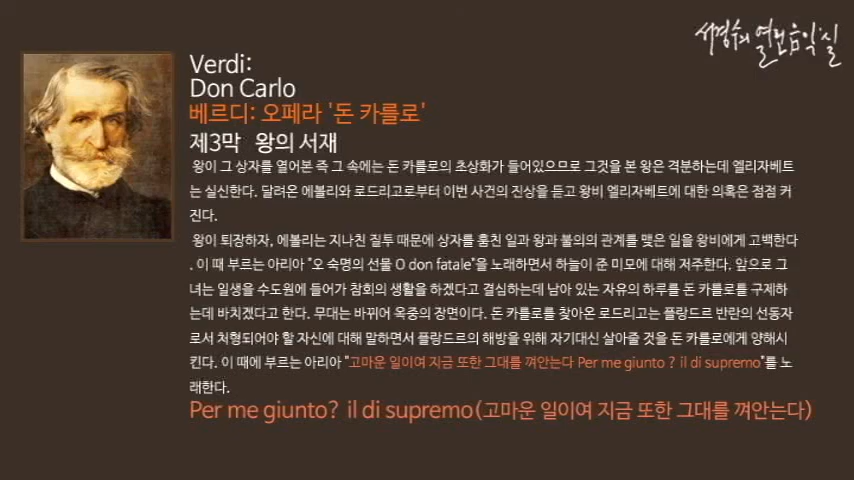 서경수의 열린음악실
Verdi:
Don Carlo
베르디: 오페라 '돈 카를로'
제3막 왕의 서재
왕이 그 상자를 열어본 즉 그 속에는 돈 카를로의 초상화가 들어있으므로 그것을 본 왕은 격분하는데 엘리자베트
는 실신한다. 달려온 에볼리와 로드리고로부터 이번 사건의 진상을 듣고 왕비 엘리자베트에 대한 의혹은 점점 커
진다.
왕이 퇴장하자, 에볼리는 지나친 질투 때문에 상자를 훔친 일과 왕과 불의의 관계를 맺은 일을 왕비에게 고백한다
. 이 때 부르는 아리아 "오 숙명의 선물 O don fatale"을 노래하면서 하늘이 준 미모에 대해 저주한다. 앞으로 그
녀는 일생을 수도원에 들어가 참회의 생활을 하겠다고 결심하는데 남아 있는 자유의 하루를 돈 카를로를 구제하
는데 바치겠다고 한다. 무대는 바뀌어 옥중의 장면이다. 돈 카를로를 찾아온 로드리고는 플랑드르 반란의 선동자
로서 처형되어야 할 자신에 대해 말하면서 플랑드르의 해방을 위해 자기대신 살아줄 것을 돈 카를로에게 양해시
킨다. 이 때에 부르는 아리아 "고마운 일이여 지금 또한 그대를 껴안는다 Per me giunto ? il di supremo"를 노
래한다.
Per me giunto? il di supremo(고마운 일이여 지금 또한 그대를 껴안는다)